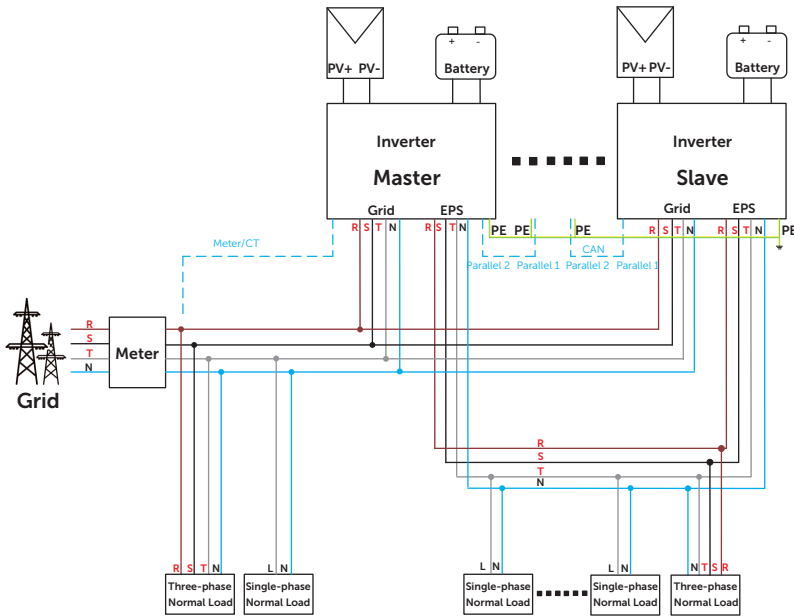 PV+ PV-
+ -
Battery
PV+ PV-
+ -
Battery
Inverter
Master
Inverter
Slave
Grid
EPS
Grid
EPS
R S T N
R S T N
PE PE
PE
R S T N
R S T N
PE
Meter/CT
CAN
Parallel 2
Parallel 1
Parallel 2
Parallel 1
R
S
T
N
Meter
Grid
R
S
T
N
R S T N
L N
L N
L N
N T S R
Three-phase
Normal Load
Single-phase
Normal Load
Single-phase
Normal Load
Single-phase
Normal Load
Three-phase
Normal Load